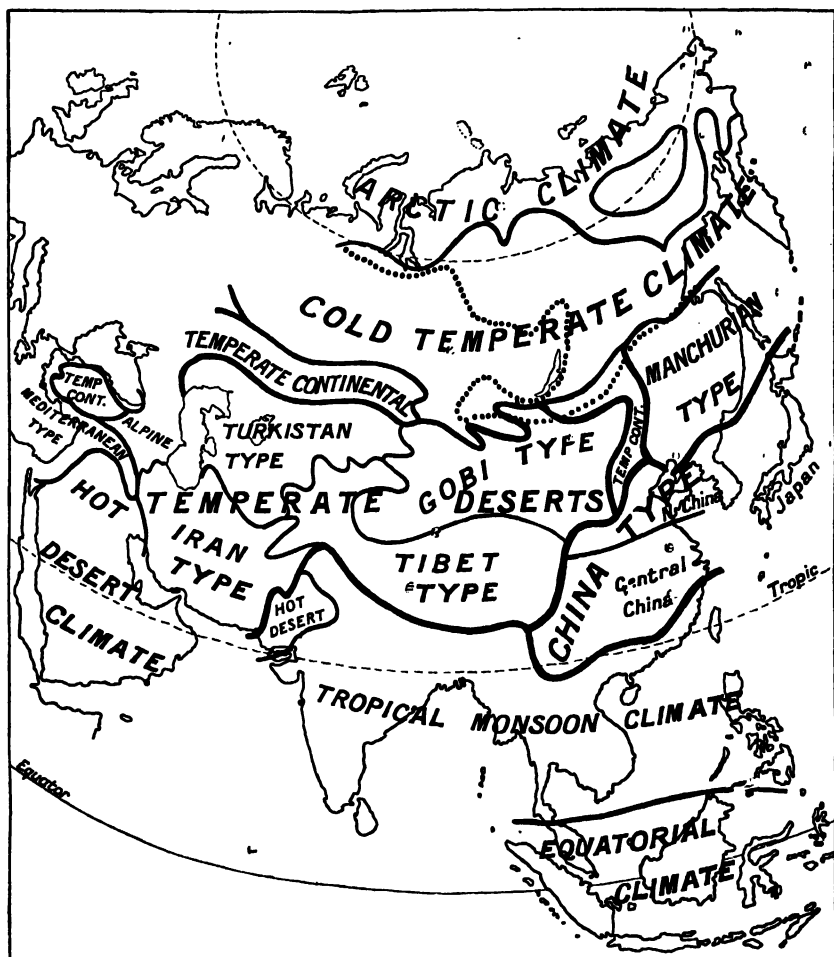 ARCTIC CLIMATE
COLD TEMPERATE CLIMATE
TEMPERATE CONTINENTAL
MANCHURIAN
TYPE
TEMP
CONT.
MEDITERRANEAN
TYPE
ALPINE
TURKISTAN
TYPE
GOBI TYPE
TEMP CONT.
TEMPERATE DESERTS
IRAN
TYPE
TIBET
TYPE
CHINA TYPE
N. China
Central
China
Japan
HOT
DESERT
CLIMATE
HOT
DESERT
Tropic
TROPICAL MONSOON CLIMATE
Equator
EQUATORIAL
CLIMATE